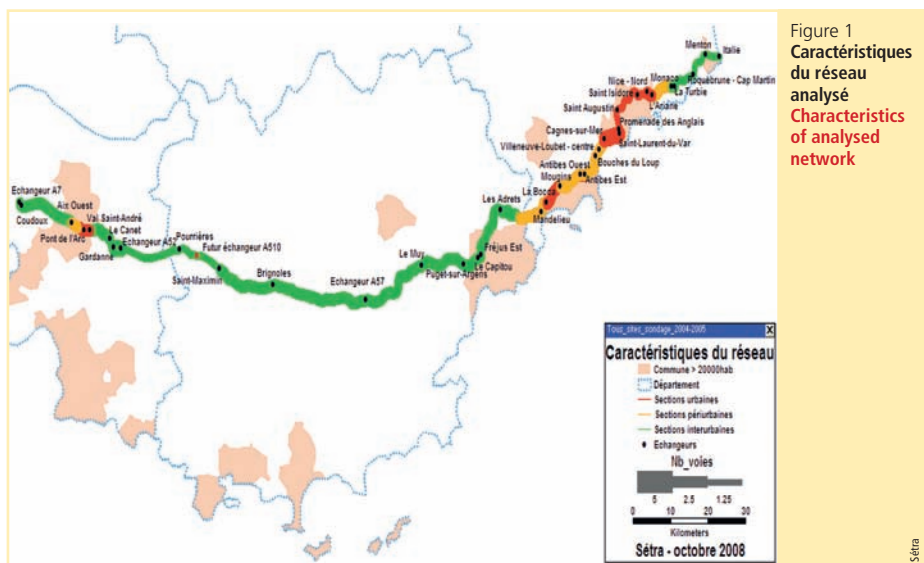 Figure 1
Caractéristiques
du réseau
analysé
Characteristics
of analysed
network
Menton
Italie
Roquebrune - Cap Martin
Monaco
La Turbie
Nice - Nord
Saint Isidore
L'Ariane
Saint Augustin
Promenade des Anglais
Cagnes-sur-Mer
Saint-Laurent-du-Var
Villeneuve-Loubet - centre
Bouches du Loup
Antibes Ouest
Antibes Est
Mougins
La Bocca
Mandelieu
Les Adrets
Fréjus Est
Le Capitou
Puget-sur-Argens
Le Muy
Echangeur A57
Brignoles
Saint-Maximin
Futur échangeur A510
Pourrières
Echangeur A52
Gardanne
Le Canet
Val Saint-André
Pont de l'Arc
Aix Ouest
Coudoux
Echangeur A7
Tous_sites_sondage_2004-2005
Caractéristiques du réseau
Commune > 20000hab
Département
Sections urbaines
Sections périurbaines
Sections interurbaines
Echangeurs
Nb_voies
5 2.5 1.25
0 10 20 30
Kilometers
Sétra - octobre 2008
Sétra